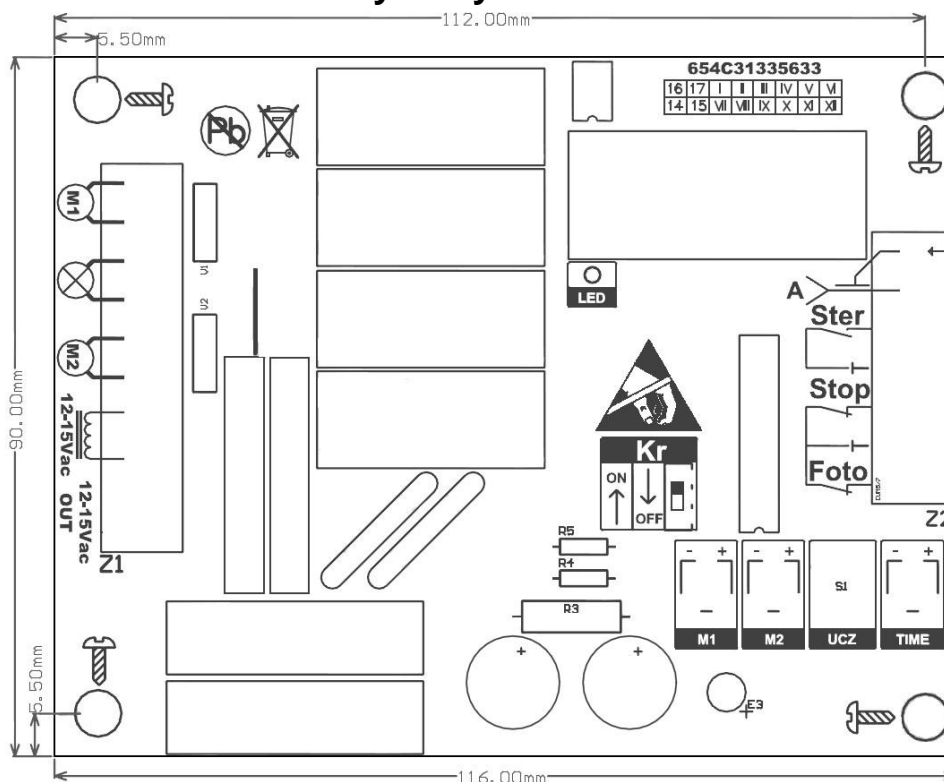 112.00mm
5.50mm
654C31335633
16 17 I II III IV V VI
14 15 VII VIII IX X XI XII
Pb
M1
U1
U2
M2
12-15Vac
12-15Vac
OUT
Z1
90.00mm
LED
A
Ster
Stop
Foto
Z2
Kr
ON
OFF
R5
R4
R3
- +
- +
S1
- +
M1
M2
UCZ
TIME
+
+
+
E3
5.50mm
116.00mm